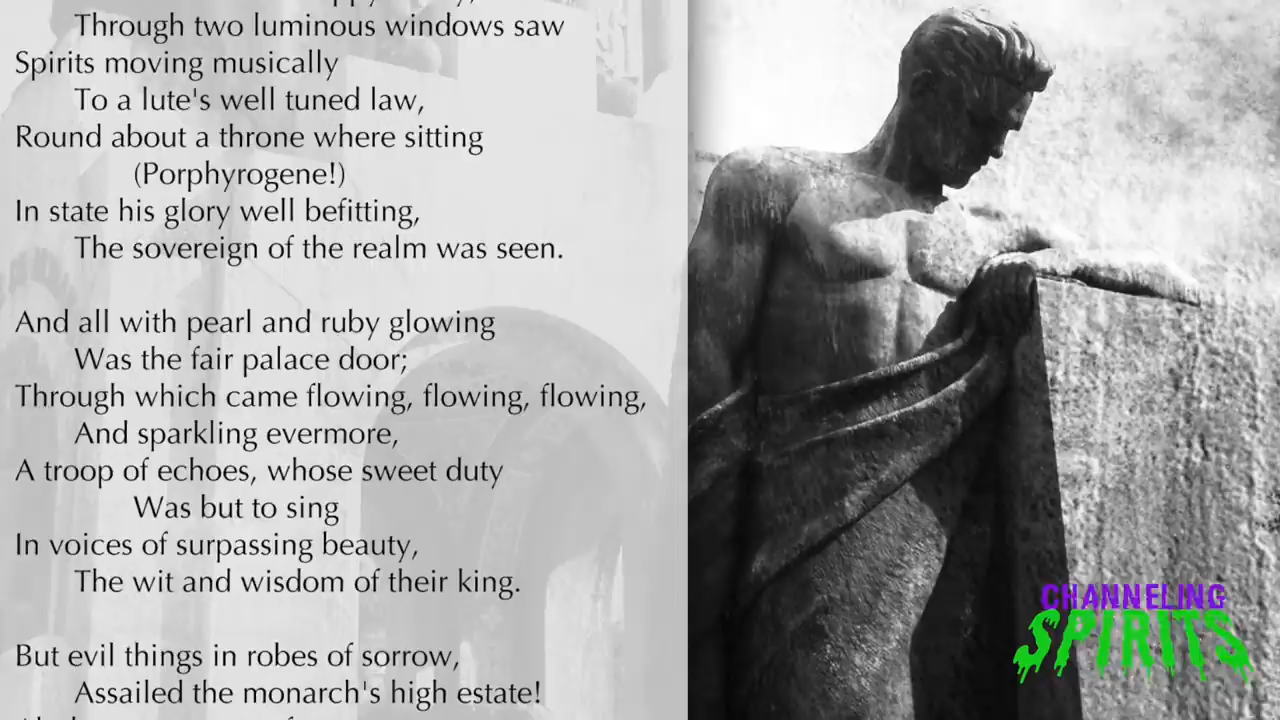 Through two luminous windows saw
Spirits moving musically
To a lute's well tuned law,
Round about a throne where sitting
(Porphyrogene!)
In state his glory well befitting,
The sovereign of the realm was seen.
And all with pearl and ruby glowing
Was the fair palace door;
Through which came flowing, flowing, flowing,
And sparkling evermore,
A troop of echoes, whose sweet duty
Was but to sing
In voices of surpassing beauty,
The wit and wisdom of their king.
But evil things in robes of sorrow,
Assailed the monarch's high estate!
CHANNELING
SPIRITS